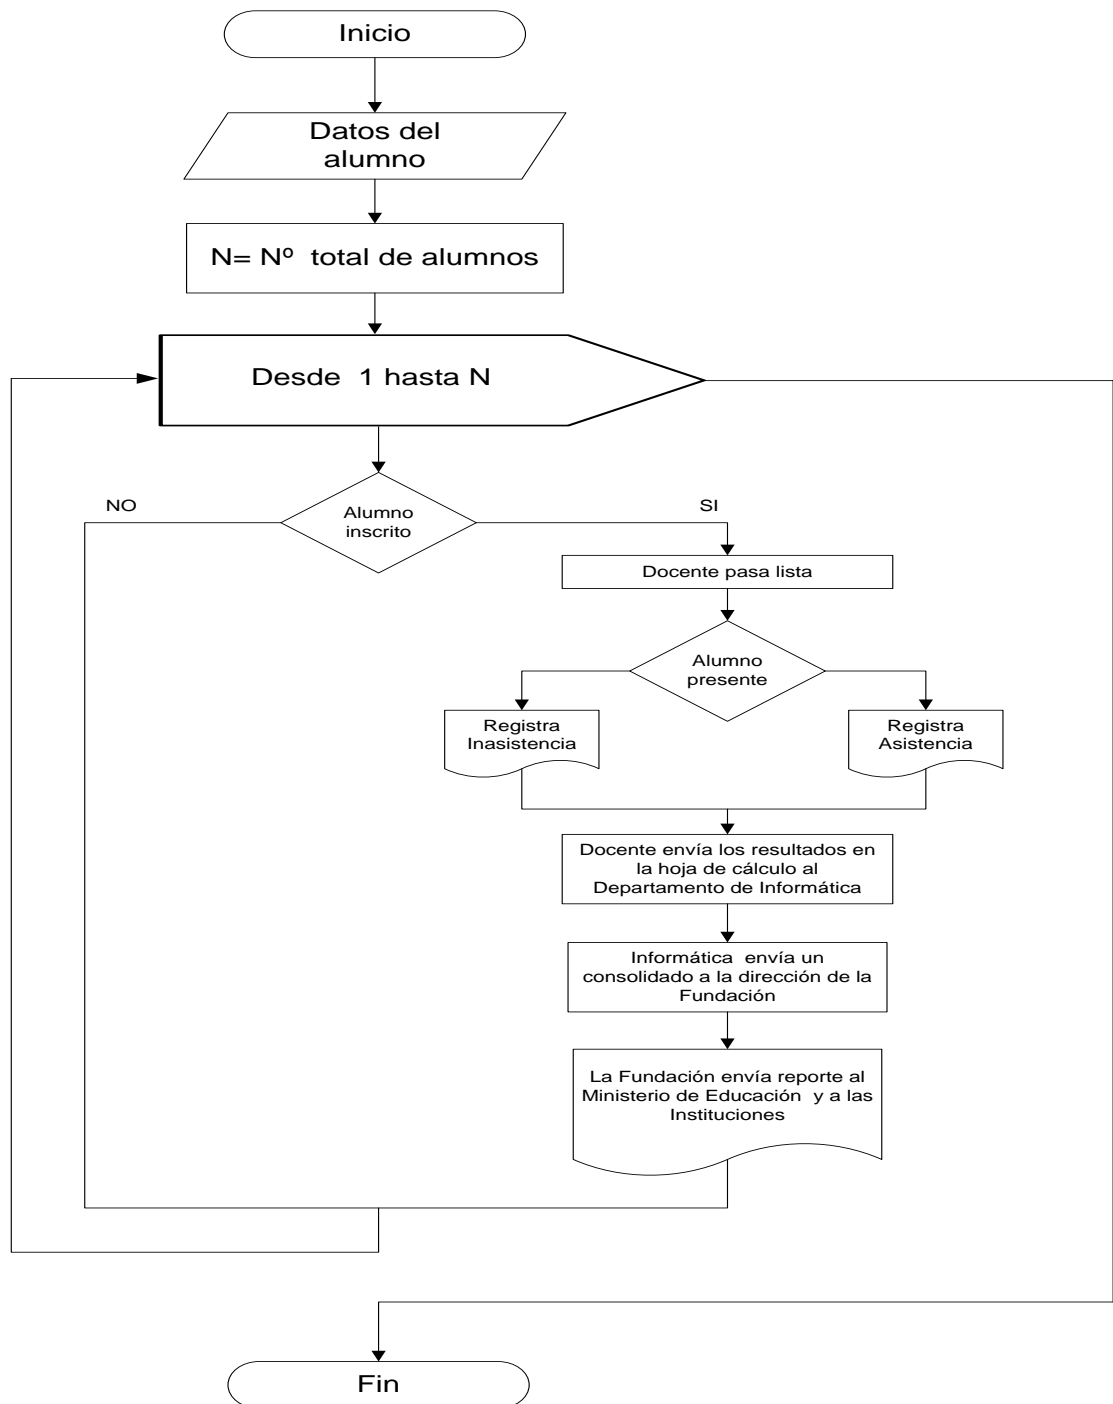 Inicio
Datos del
alumno
N= Nº total de alumnos
Desde 1 hasta N
NO
SI
Alumno
inscrito
Docente pasa lista
Alumno
presente
Registra
Inasistencia
Registra
Asistencia
Docente envía los resultados en
la hoja de cálculo al
Departamento de Informática
Informática envía un
consolidado a la dirección de la
Fundación
La Fundación envía reporte al
Ministerio de Educación y a las
Instituciones
Fin